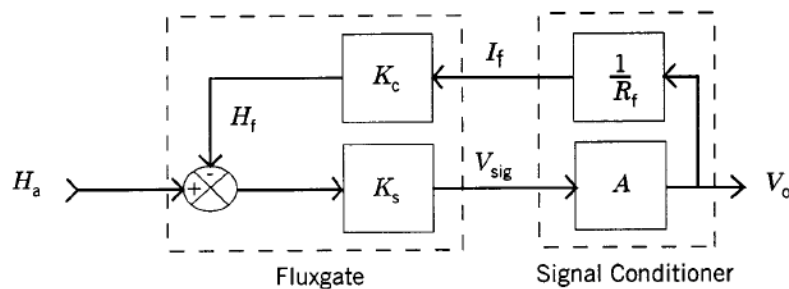 K_c
I_f
1
R_f
H_f
-
H_a
+
K_s
V_sig
A
V_o
Fluxgate
Signal Conditioner